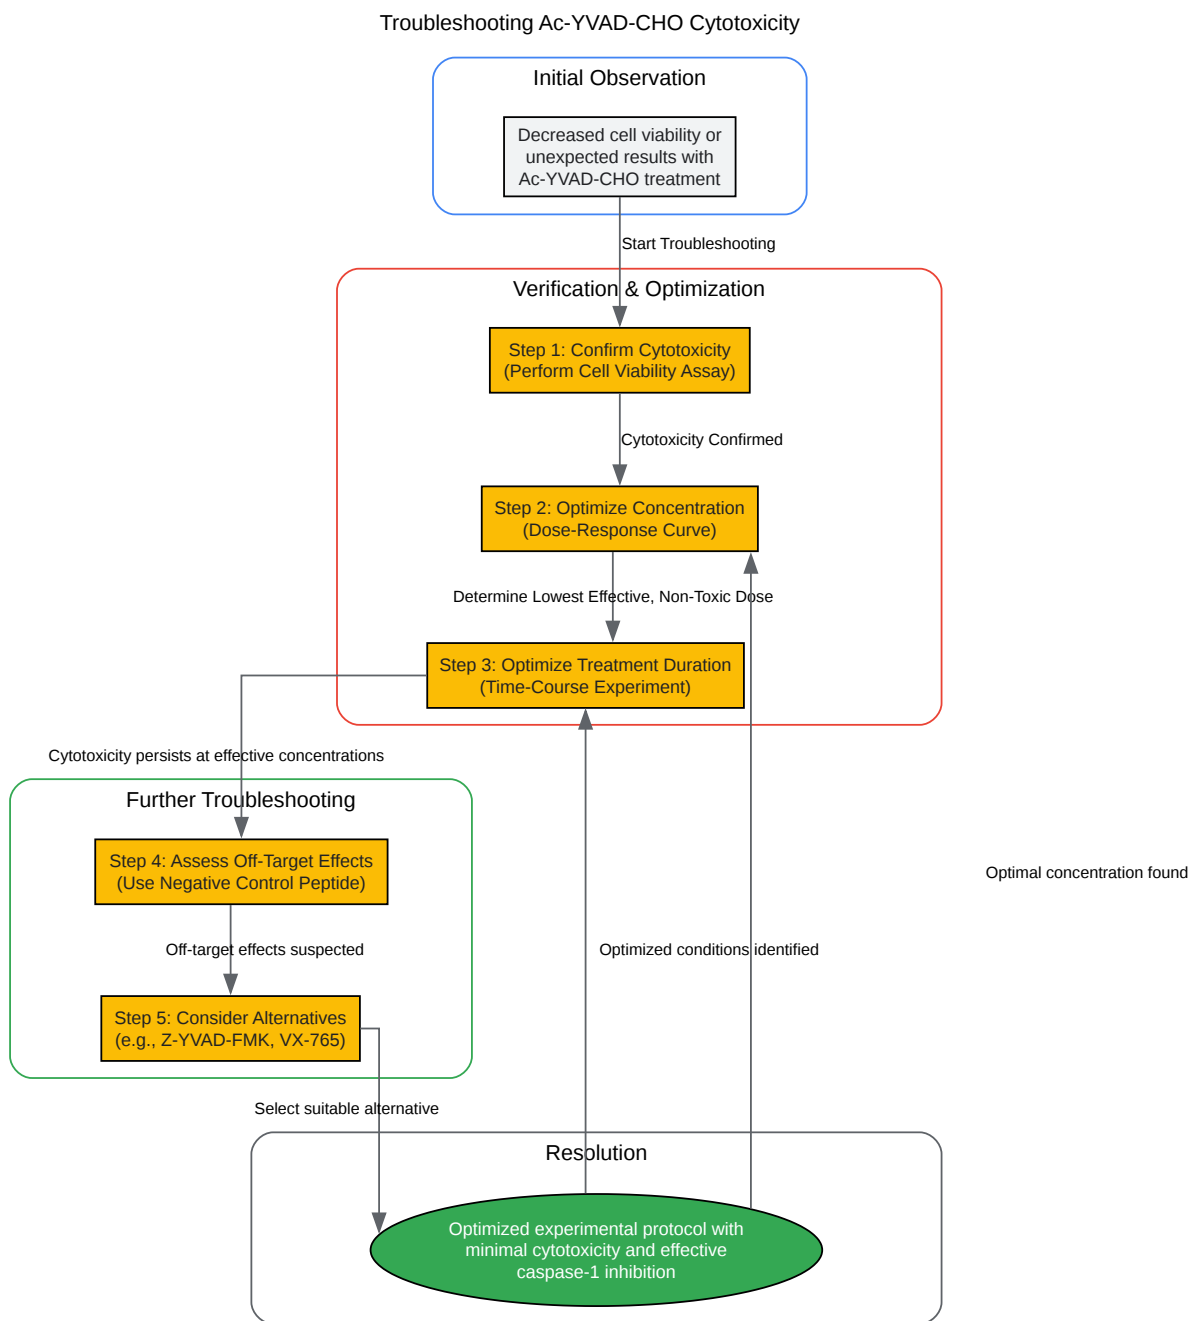 Troubleshooting Ac-YVAD-CHO Cytotoxicity
Initial Observation
Decreased cell viability or
unexpected results with
Ac-YVAD-CHO treatment
Start Troubleshooting
Verification & Optimization
Step 1: Confirm Cytotoxicity
(Perform Cell Viability Assay)
Cytotoxicity Confirmed
Step 2: Optimize Concentration
(Dose-Response Curve)
Determine Lowest Effective, Non-Toxic Dose
Step 3: Optimize Treatment Duration
(Time-Course Experiment)
Cytotoxicity persists at effective concentrations
Further Troubleshooting
Step 4: Assess Off-Target Effects
(Use Negative Control Peptide)
Optimal concentration found
Off-target effects suspected
Optimized conditions identified
Step 5: Consider Alternatives
(e.g., Z-YVAD-FMK, VX-765)
Select suitable alternative
Resolution
Optimized experimental protocol with
minimal cytotoxicity and effective
caspase-1 inhibition